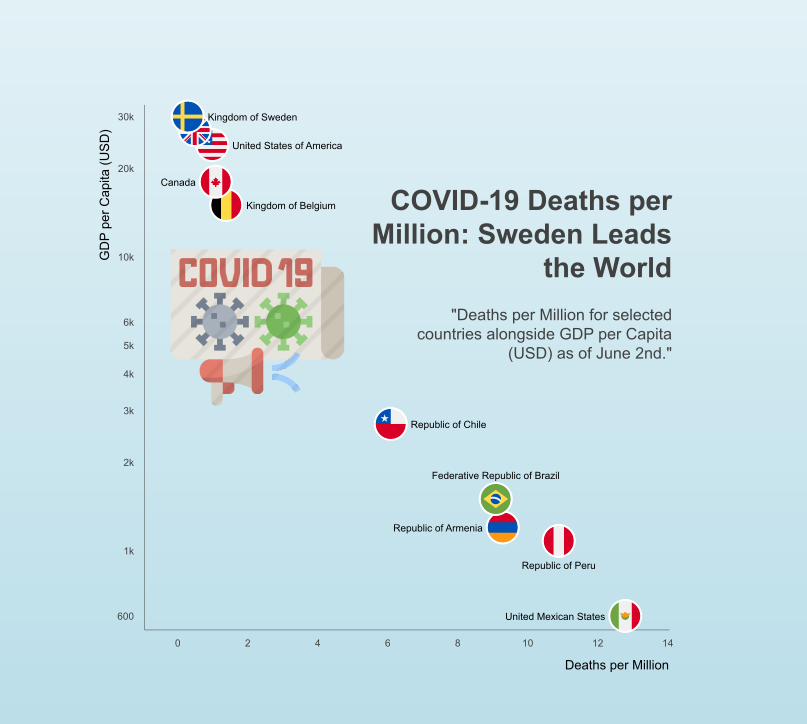 30k
Kingdom of Sweden
United States of America
20k
Canada
Kingdom of Belgium
GDP per Capita (USD)
COVID-19 Deaths per
Million: Sweden Leads
the World
10k
COVID 19
"Deaths per Million for selected
countries alongside GDP per Capita
(USD) as of June 2nd."
6k
5k
4k
3k
Republic of Chile
2k
Federative Republic of Brazil
Republic of Armenia
1k
Republic of Peru
600
United Mexican States
0 2 4 6 8 10 12 14
Deaths per Million